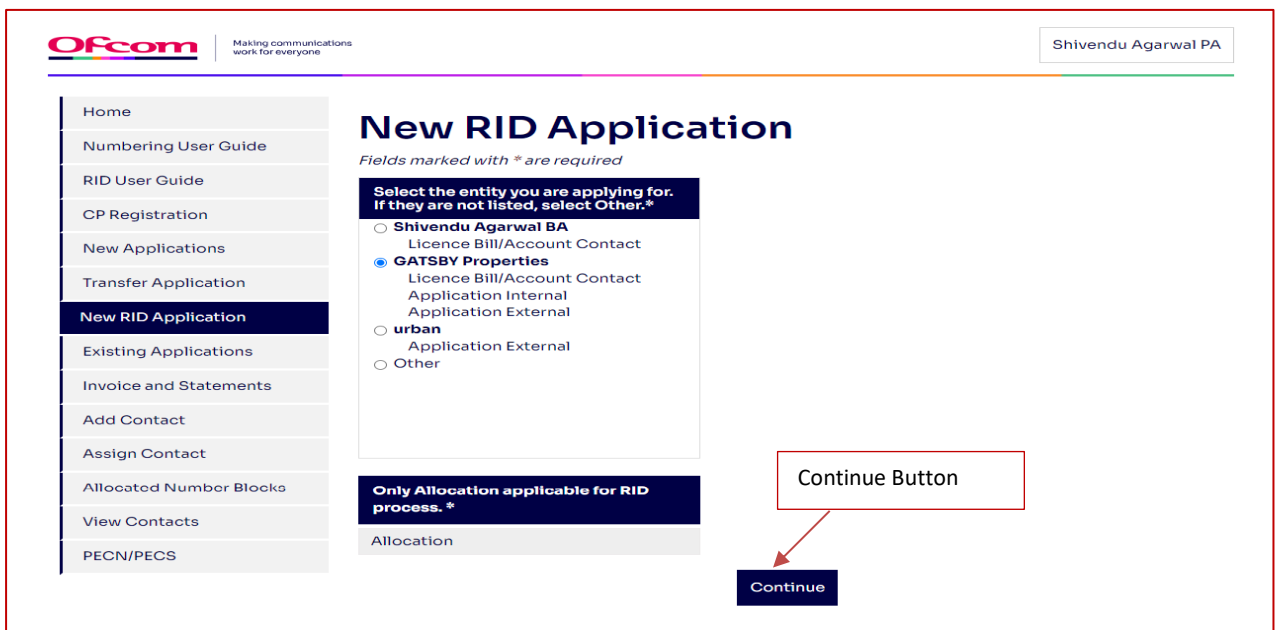 Ofcom
Making communications
work for everyone
Shivendu Agarwal PA
Home
Numbering User Guide
RID User Guide
CP Registration
New Applications
Transfer Application
New RID Application
Existing Applications
Invoice and Statements
Add Contact
Assign Contact
Allocated Number Blocks
View Contacts
PECN/PECS
New RID Application
Fields marked with * are required
Select the entity you are applying for.
If they are not listed, select Other.*
Shivendu Agarwal BA
Licence Bill/Account Contact
GATSBY Properties
Licence Bill/Account Contact
Application Internal
Application External
urban
Application External
Other
Only Allocation applicable for RID
process. *
Allocation
Continue Button
Continue